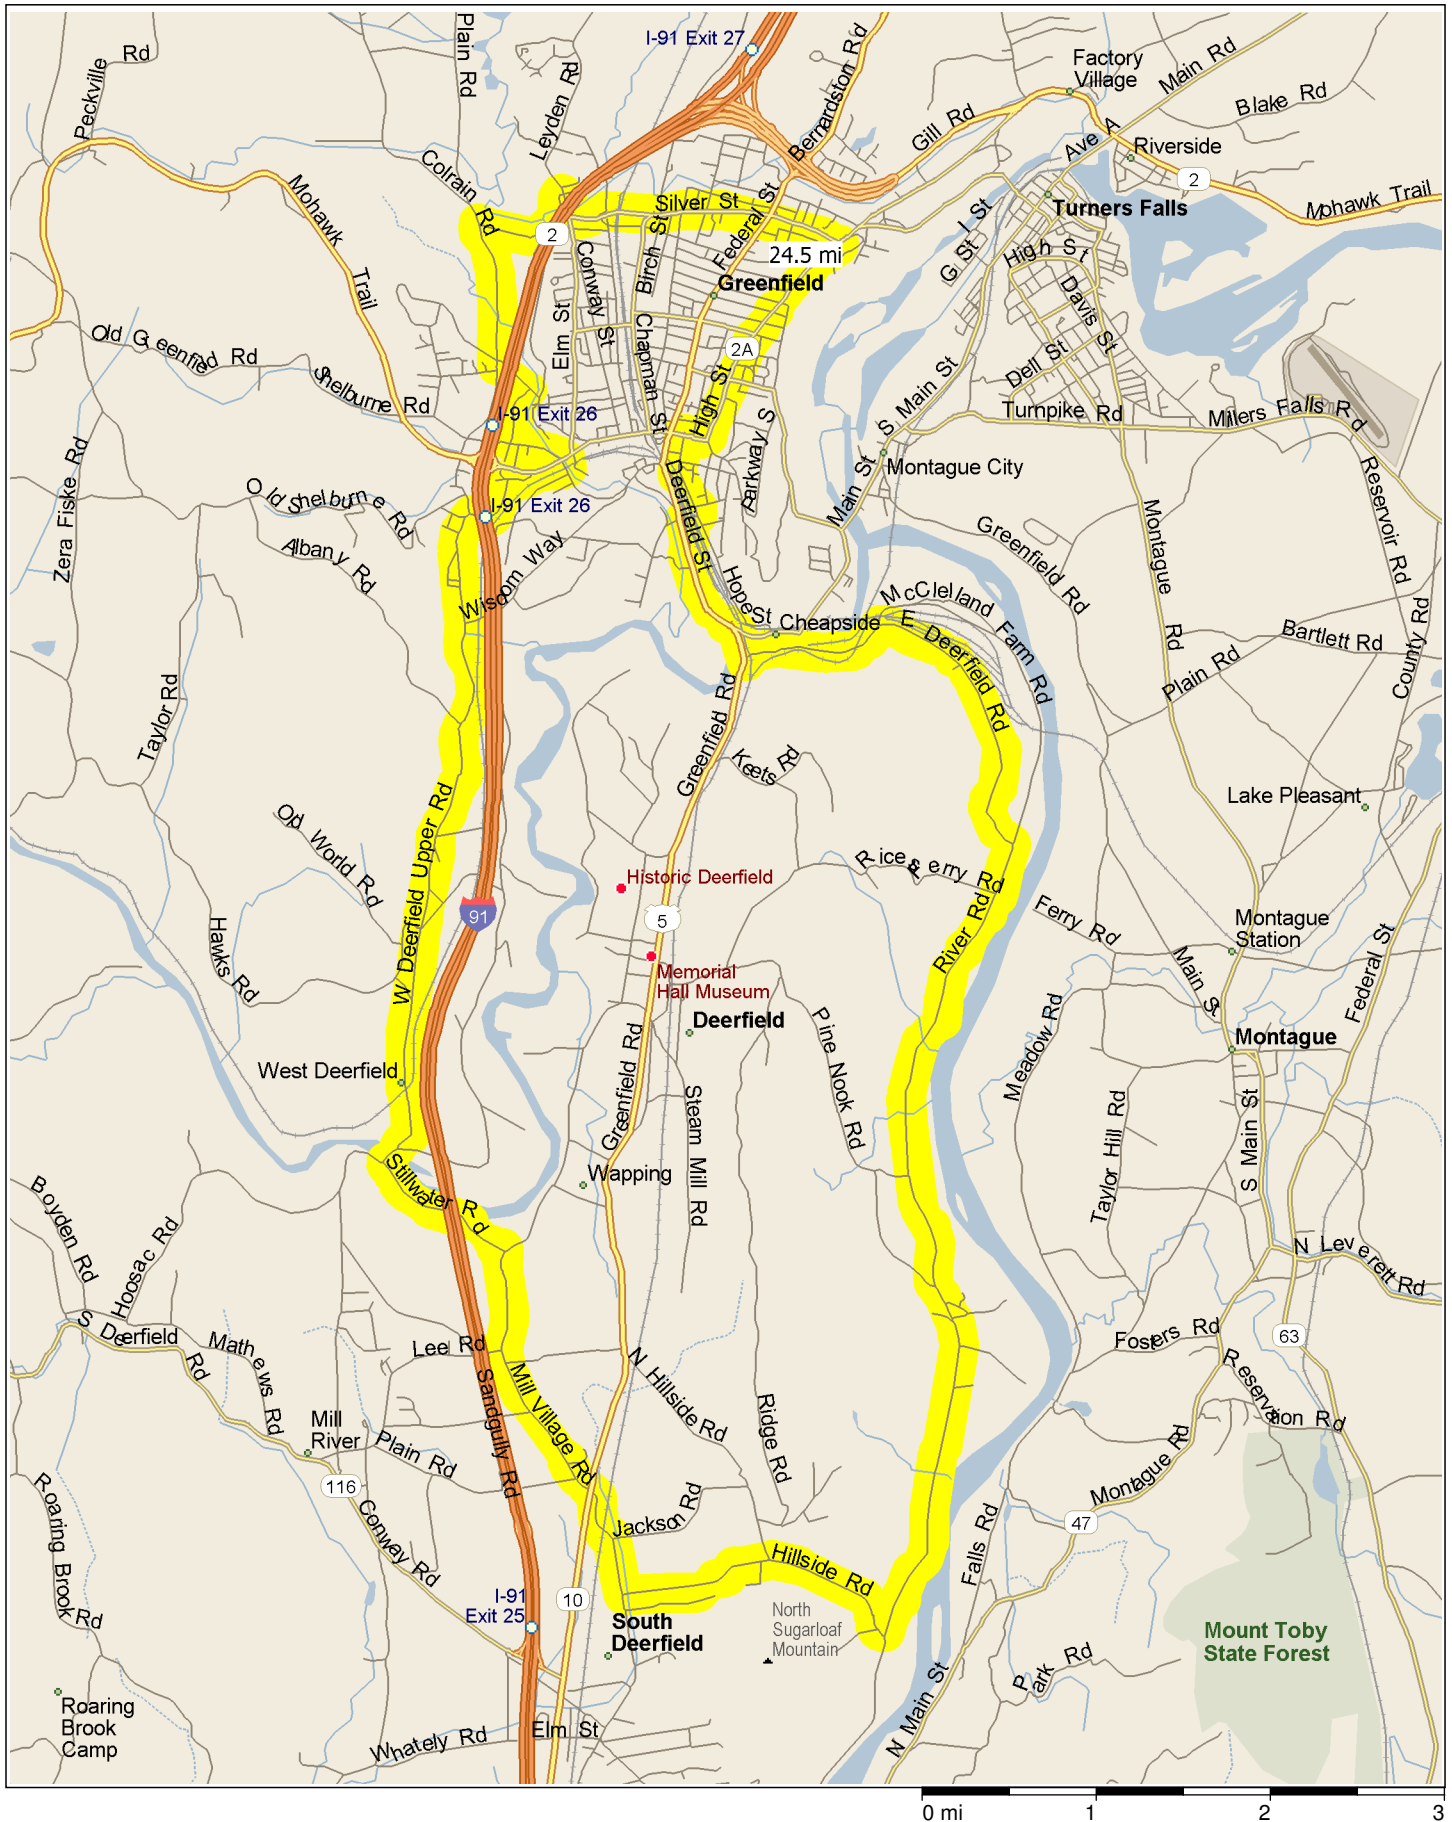 I-91 Exit 27
Rd
Peckville
Plain Rd
Leyden Rd
Bernardston Rd
Factory
Village
Main Rd
Blake Rd
Gill Rd
Ave A
Riverside
2
Mohawk Trail
Colrain Rd
Mohawk Trail
Silver St
Federal St
2
Turners Falls
I St
G St
High St
24.5 mi
Greenfield
Conway St
Birch St
Elm St
Chapman St
Davis St
Dell St
2A
High St
Old Greenfield Rd
Shelburne Rd
S Main St
Turnpike Rd
Millers Falls Rd
I-91 Exit 26
Parkway S
Main St
Montague City
Zera Fiske Rd
Old Shelburne Rd
I-91 Exit 26
Deerfield St
Reservoir Rd
Albany Rd
Wisdom Way
Greenfield Rd
Montague Rd
Hope St
Cheapside
McClelland Farm Rd
E Deerfield Rd
Bartlett Rd
County Rd
Plain Rd
Taylor Rd
Greenfield Rd
Keets Rd
Lake Pleasant
W Deerfield Upper Rd
Old World Rd
Historic Deerfield
Rices Ferry Rd
Ferry Rd
91
5
River Rd
Montague
Station
Hawks Rd
Main St
Federal St
Memorial
Hall Museum
Deerfield
Pine Nook Rd
Meadow Rd
Montague
West Deerfield
Greenfield Rd
Steam Mill Rd
Taylor Hill Rd
S Main St
Stillwater Rd
Wapping
Boyden Rd
Hoosac Rd
N Leverett Rd
S Deerfield Rd
Mathews Rd
Lee Rd
Sandgully Rd
Mill Village Rd
N Hillside Rd
Ridge Rd
Fosters Rd
63
Reservation Rd
Mill
River
Plain Rd
116
Conway Rd
Jackson Rd
Montague Rd
47
Roaring Brook Rd
Hillside Rd
Falls Rd
I-91
Exit 25
10
South
Deerfield
North
Sugarloaf
Mountain
Mount Toby
State Forest
Park Rd
N Main St
Roaring
Brook
Camp
Whately Rd
Elm St
0 mi 1 2 3